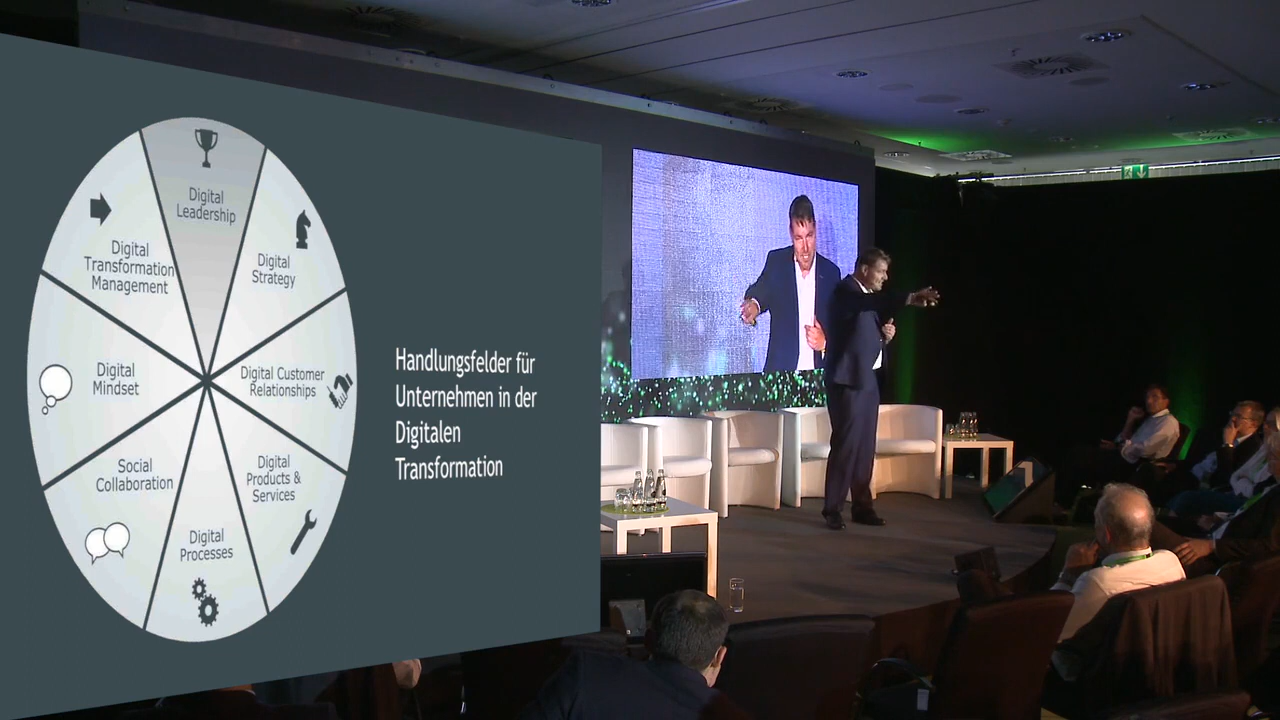 Digital
Leadership
Digital
Strategy
Digital Customer
Relationships
Digital
Products &
Services
Digital
Processes
Social
Collaboration
Digital
Mindset
Digital
Transformation
Management
Handlungsfelder für
Unternehmen in der
Digitalen
Transformation